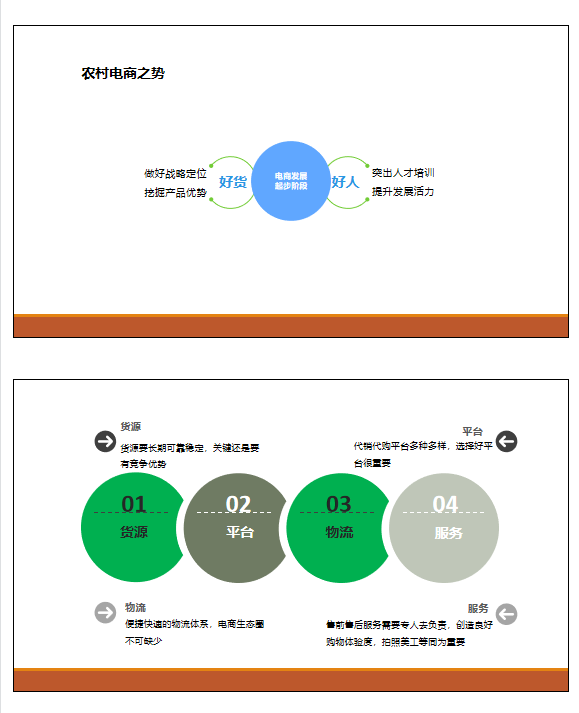 农村电商之势
做好战略定位
挖掘产品优势
好货
电商发展
起步阶段
好人
突出人才培训
提升发展活力
货源
货源要长期可靠稳定，关键还是要
有竞争优势
平台
代销代购平台多种多样，选择好平
台很重要
01
货源
02
平台
03
物流
04
服务
物流
便捷快速的物流体系，电商生态圈
不可缺少
服务
售前售后服务需要专人去负责，创造良好
购物体验度，拍照美工等同为重要